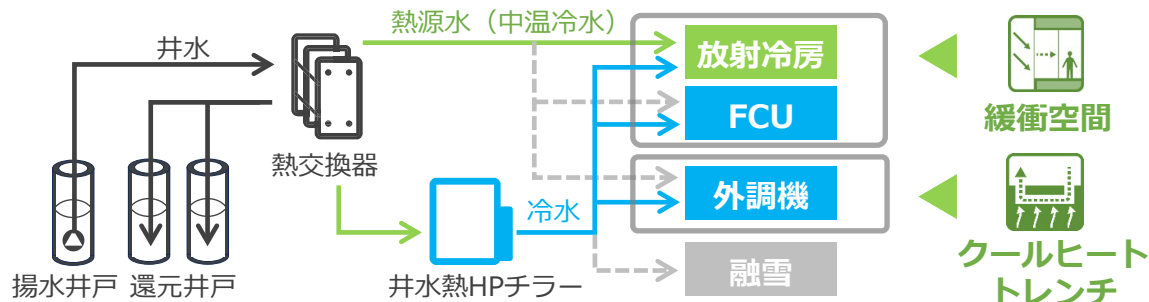 熱源水（中温冷水）
井水
放射冷房
FCU
緩衝空間
熱交換器
外調機
冷水
クールヒート
トレンチ
融雪
揚水井戸
還元井戸
井水熱HPチラー